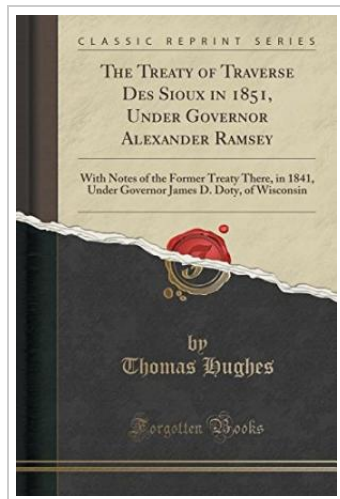 CLASSIC REPRINT SERIES
THE TREATY OF TRAVERSE
DES SIOUX IN 1851,
UNDER GOVERNOR
ALEXANDER RAMSEY
With Notes of the Former Treaty There, in 1841,
Under Governor James D. Doty, of Wisconsin
by
Thomas Hughes
Forgotten Books